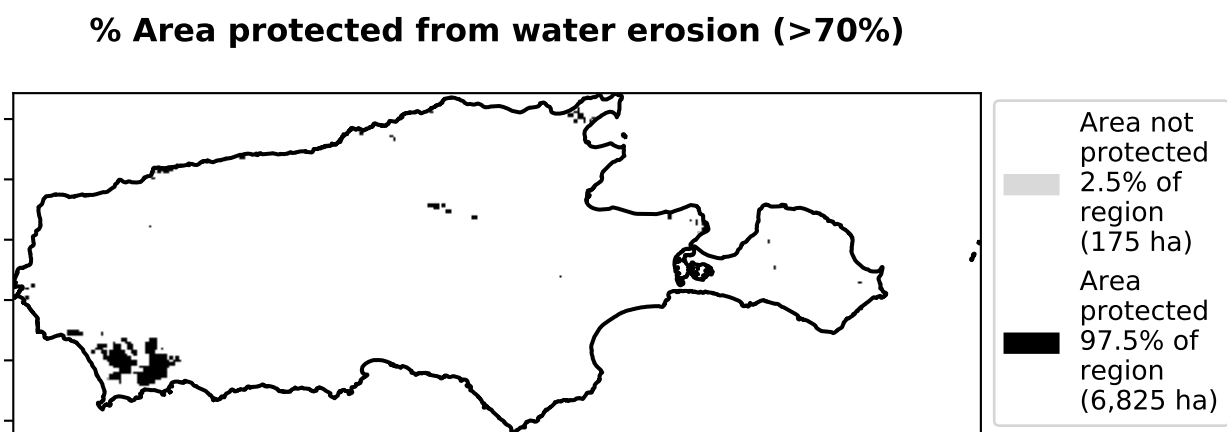 % Area protected from water erosion (>70%)
Area not
protected
2.5% of
region
(175 ha)
Area
protected
97.5% of
region
(6,825 ha)